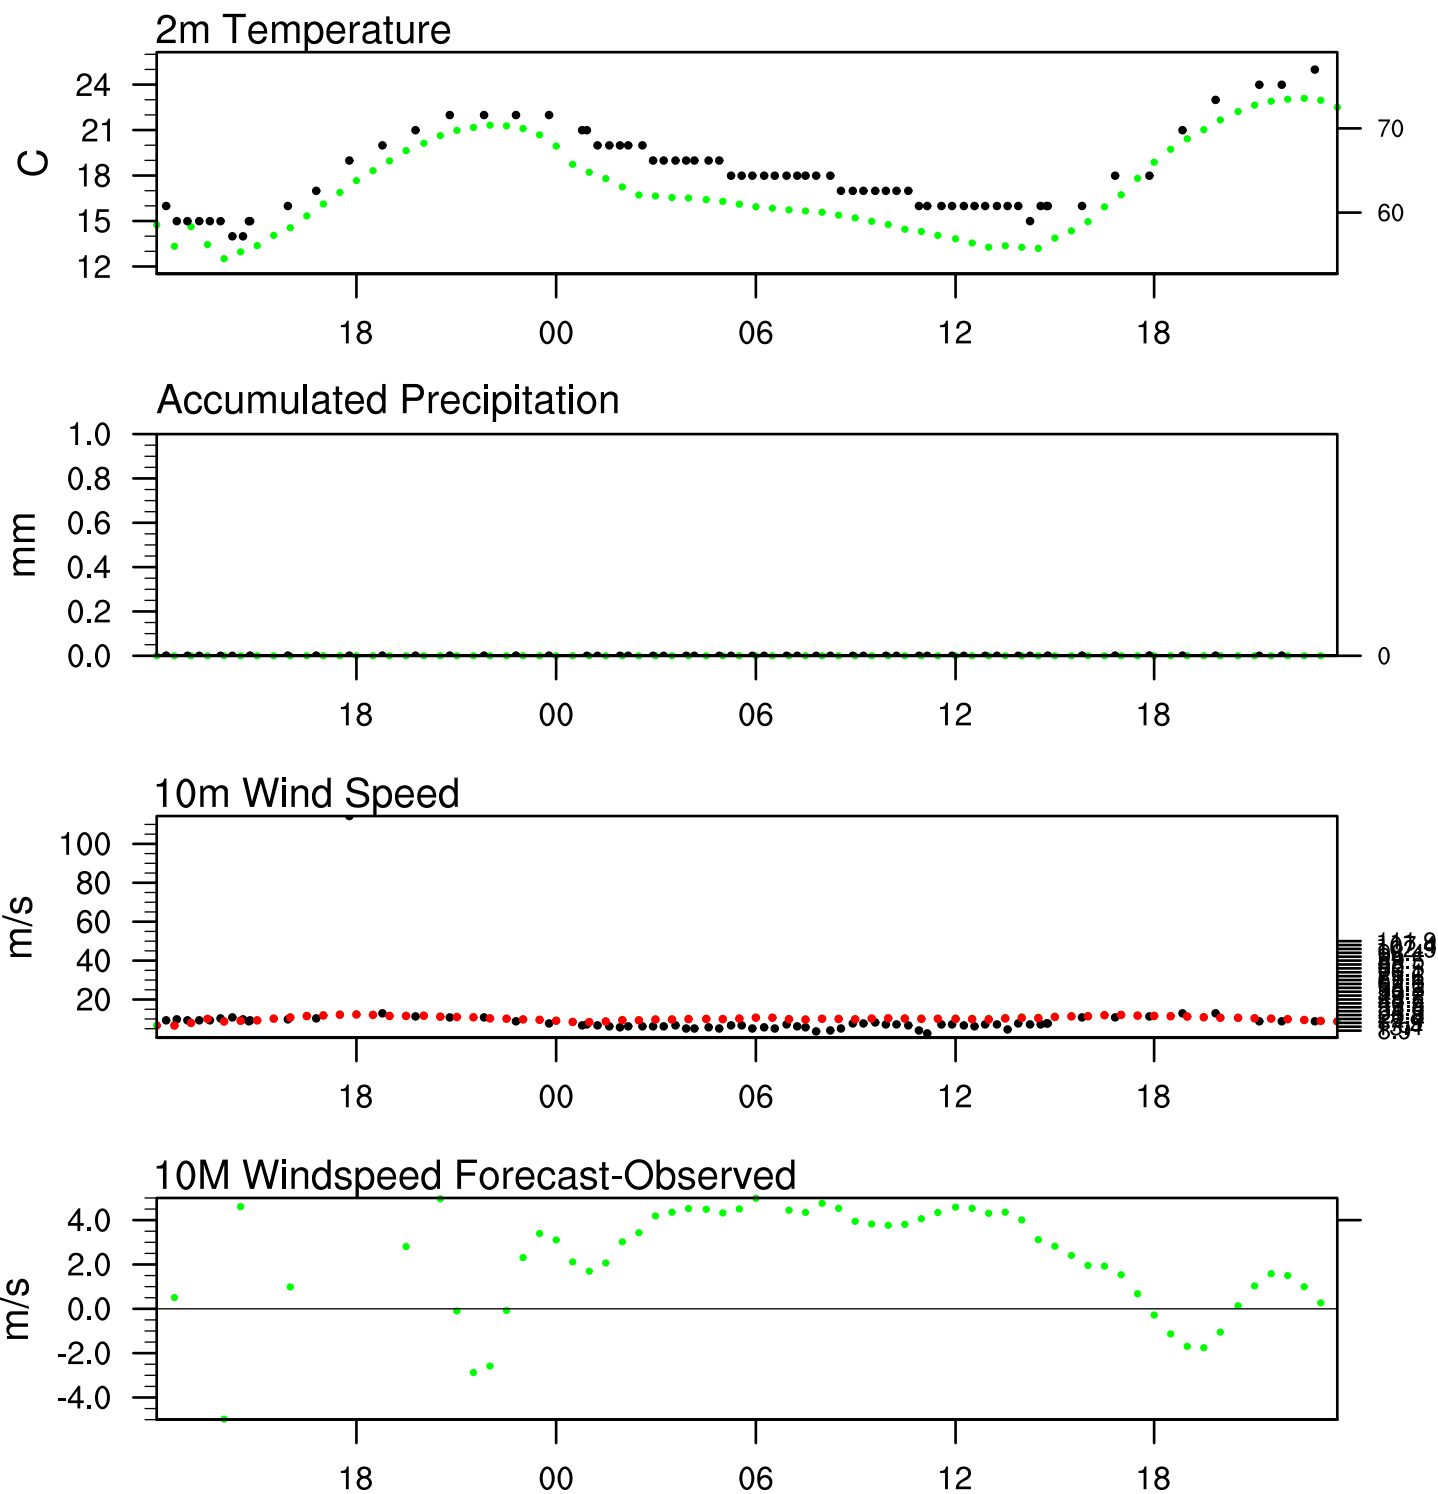 2m Temperature
24
21
18
15
12
C
70
60
18 00 06 12 18
Accumulated Precipitation
1.0
0.8
0.6
0.4
0.2
0.0
mm
0
18 00 06 12 18
10m Wind Speed
100
80
60
40
20
m/s
18 00 06 12 18
10M Windspeed Forecast-Observed
4.0
2.0
0.0
-2.0
-4.0
m/s
18 00 06 12 18